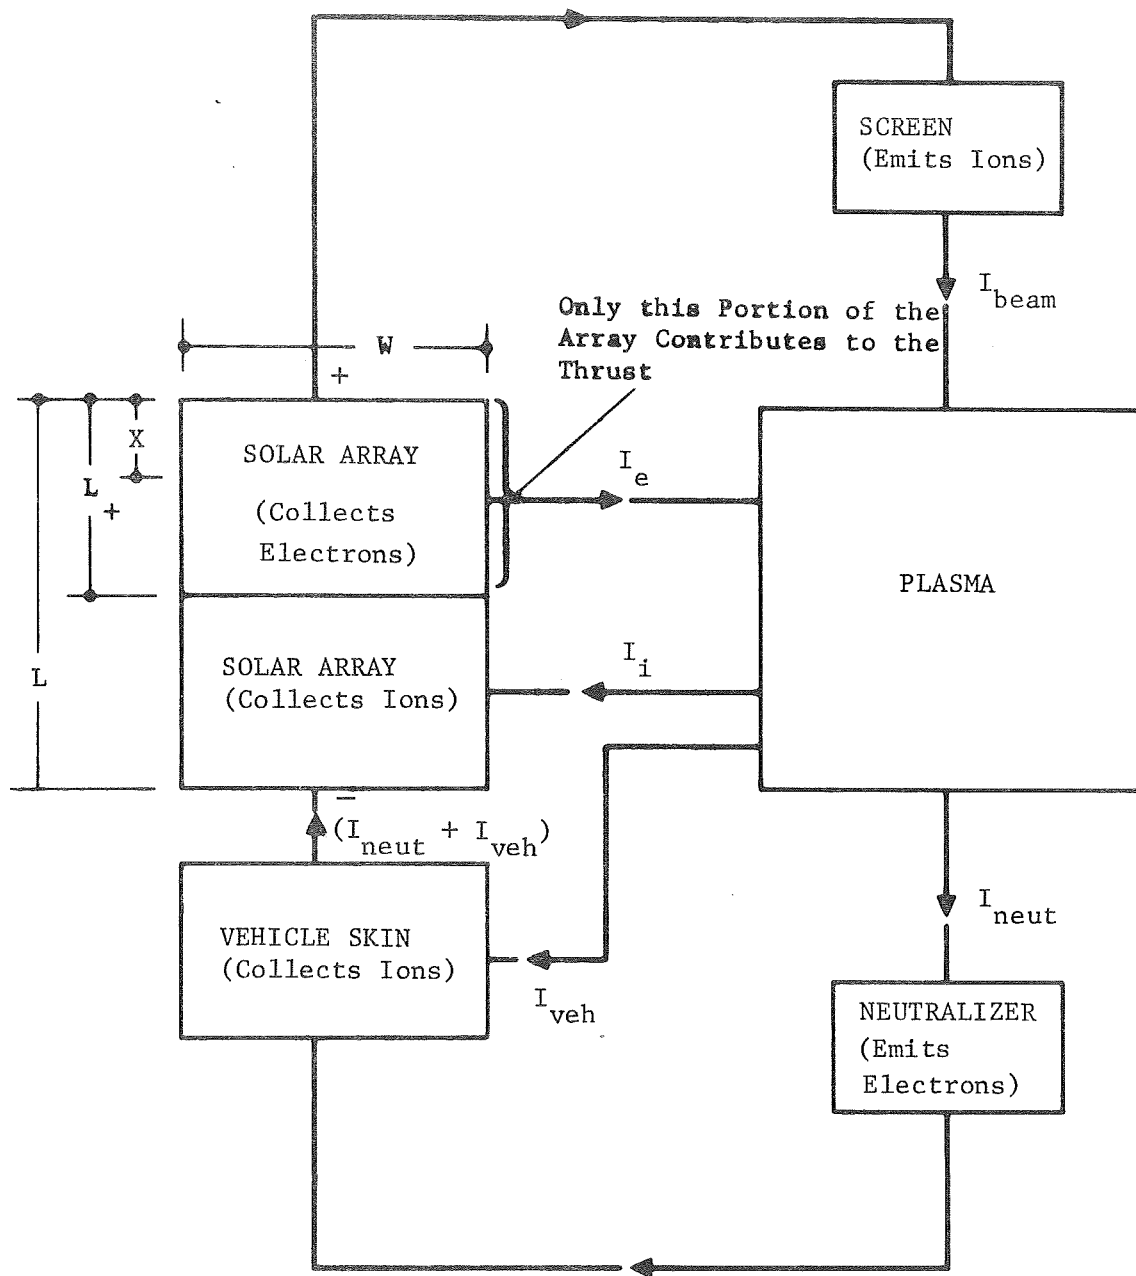 SCREEN
(Emits Ions)
I beam
Only this Portion of the
Array Contributes to the
Thrust
W
+
X
L +
L
SOLAR ARRAY
(Collects
Electrons)
I e
PLASMA
SOLAR ARRAY
(Collects Ions)
I i
−
(I neut + I veh)
I neut
VEHICLE SKIN
(Collects Ions)
I veh
NEUTRALIZER
(Emits
Electrons)